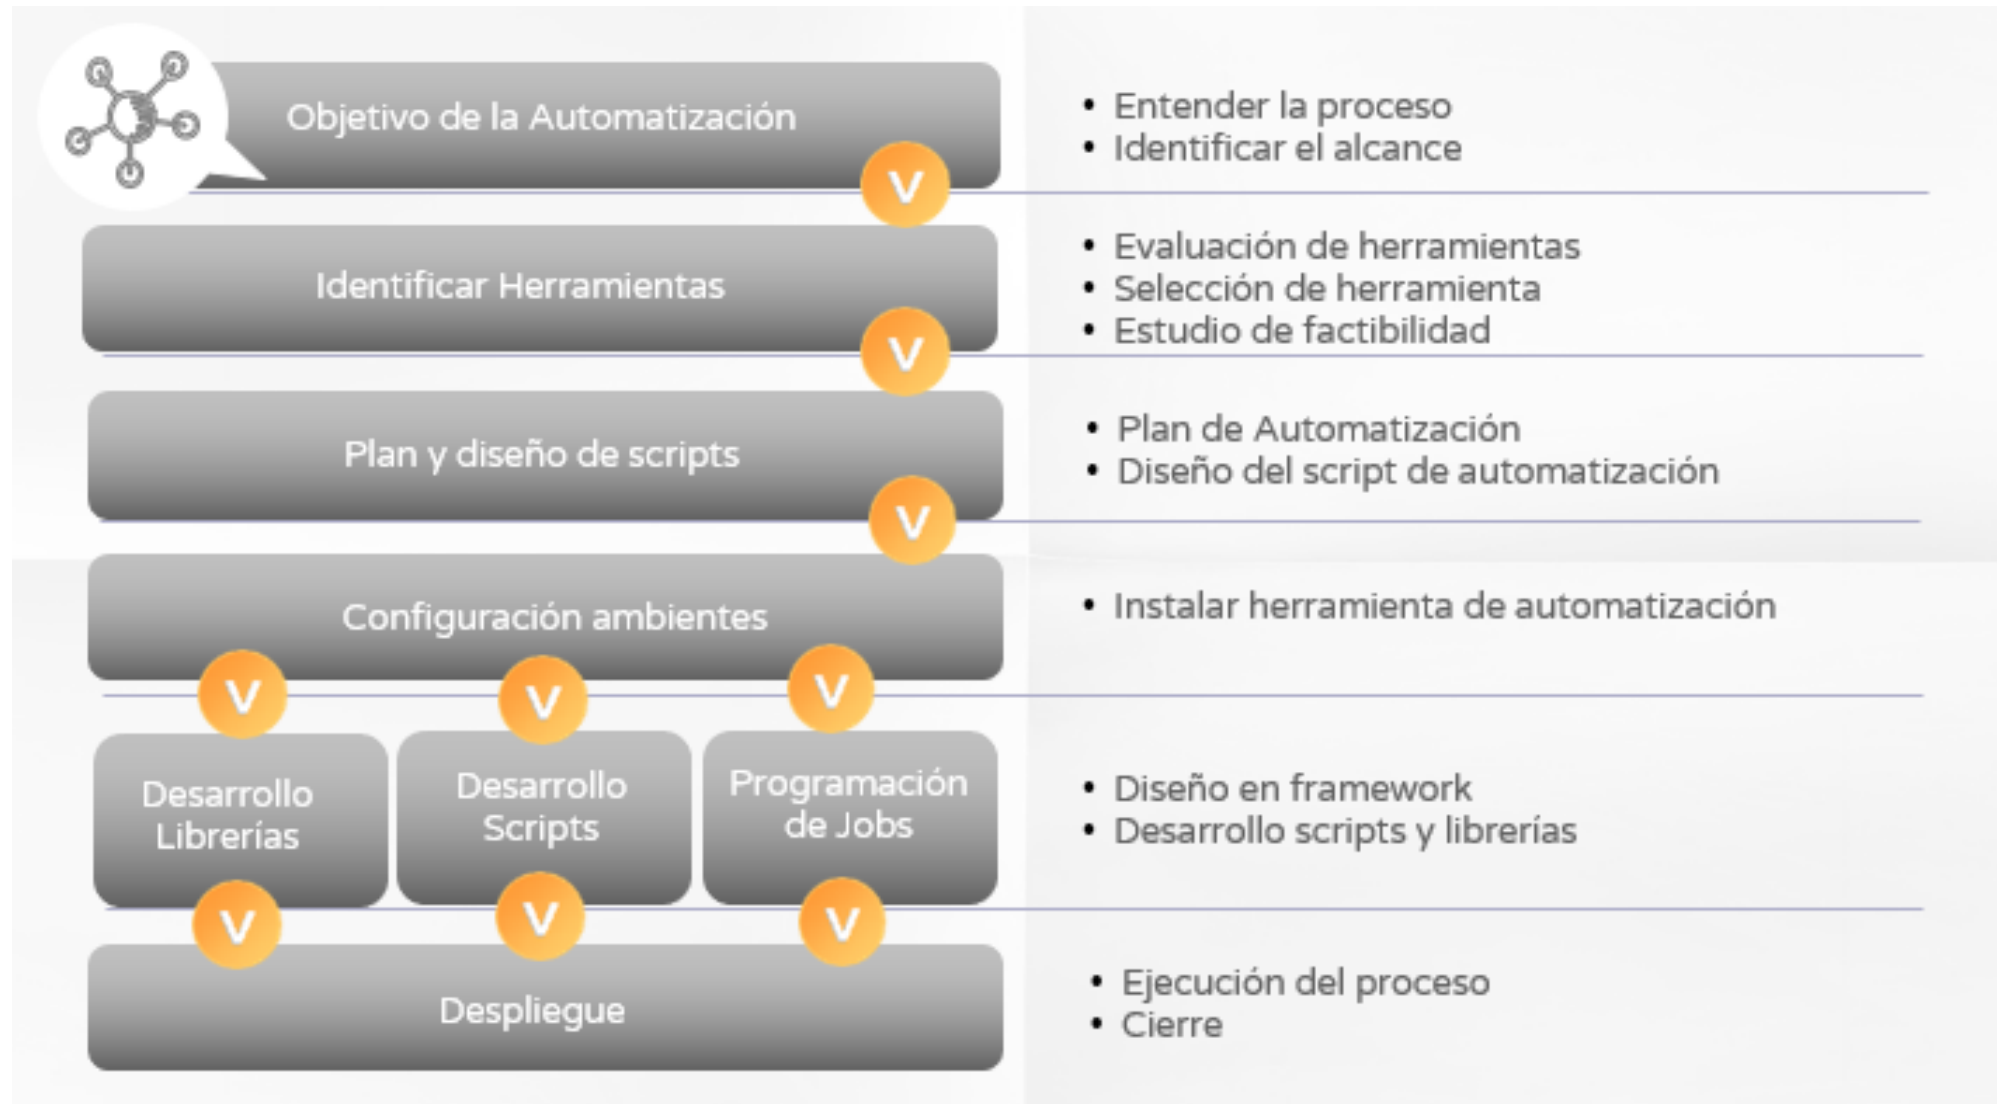 Objetivo de la Automatización
• Entender la proceso
• Identificar el alcance
V
Identificar Herramientas
• Evaluación de herramientas
• Selección de herramienta
• Estudio de factibilidad
V
Plan y diseño de scripts
• Plan de Automatización
• Diseño del script de automatización
V
Configuración ambientes
• Instalar herramienta de automatización
V
V
V
Desarrollo
Librerías
Desarrollo
Scripts
Programación
de Jobs
• Diseño en framework
• Desarrollo scripts y librerías
V
V
V
Despliegue
• Ejecución del proceso
• Cierre